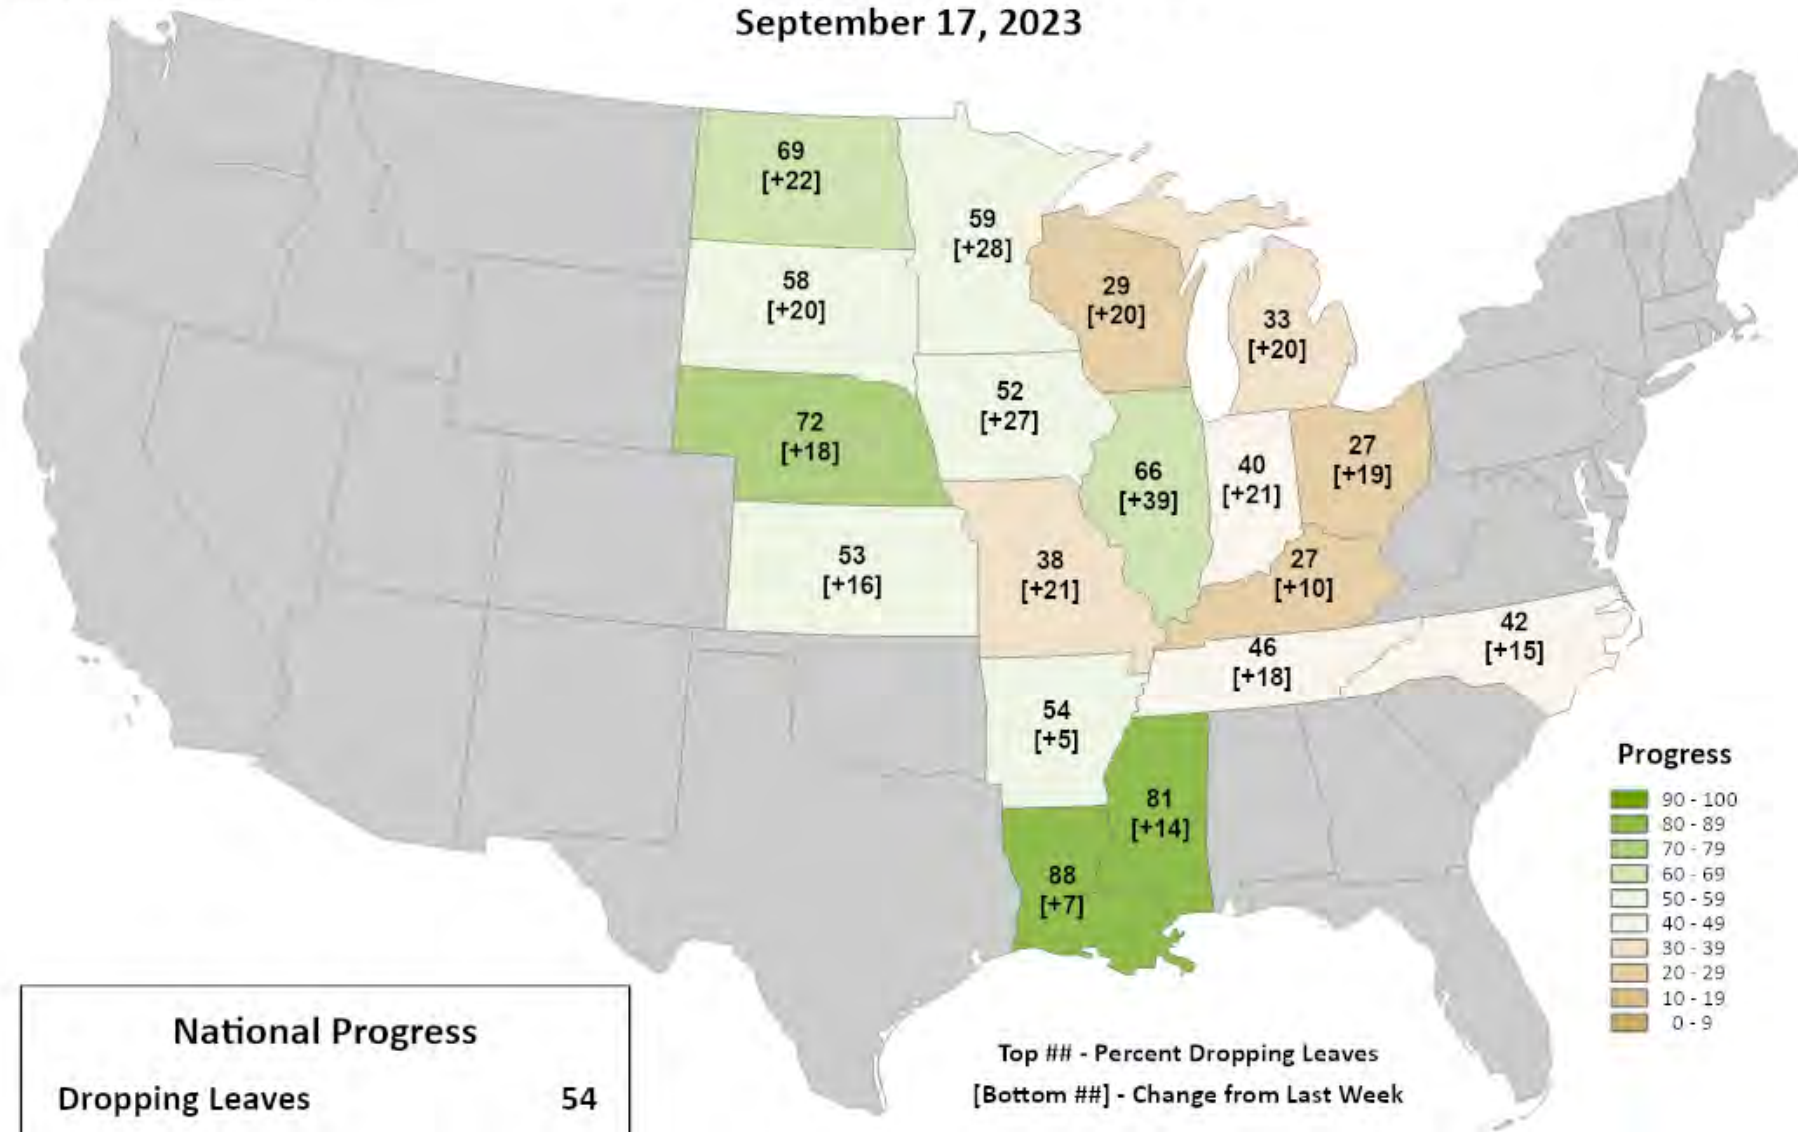 September 17, 2023
69
[+22]
59
[+28]
58
[+20]
29
[+20]
33
[+20]
72
[+18]
52
[+27]
66
[+39]
40
[+21]
27
[+19]
53
[+16]
38
[+21]
27
[+10]
46
[+18]
42
[+15]
54
[+5]
81
[+14]
88
[+7]
Progress
90 - 100
80 - 89
70 - 79
60 - 69
50 - 59
40 - 49
30 - 39
20 - 29
10 - 19
0 - 9
National Progress
Dropping Leaves 54
Top ## - Percent Dropping Leaves
[Bottom ##] - Change from Last Week